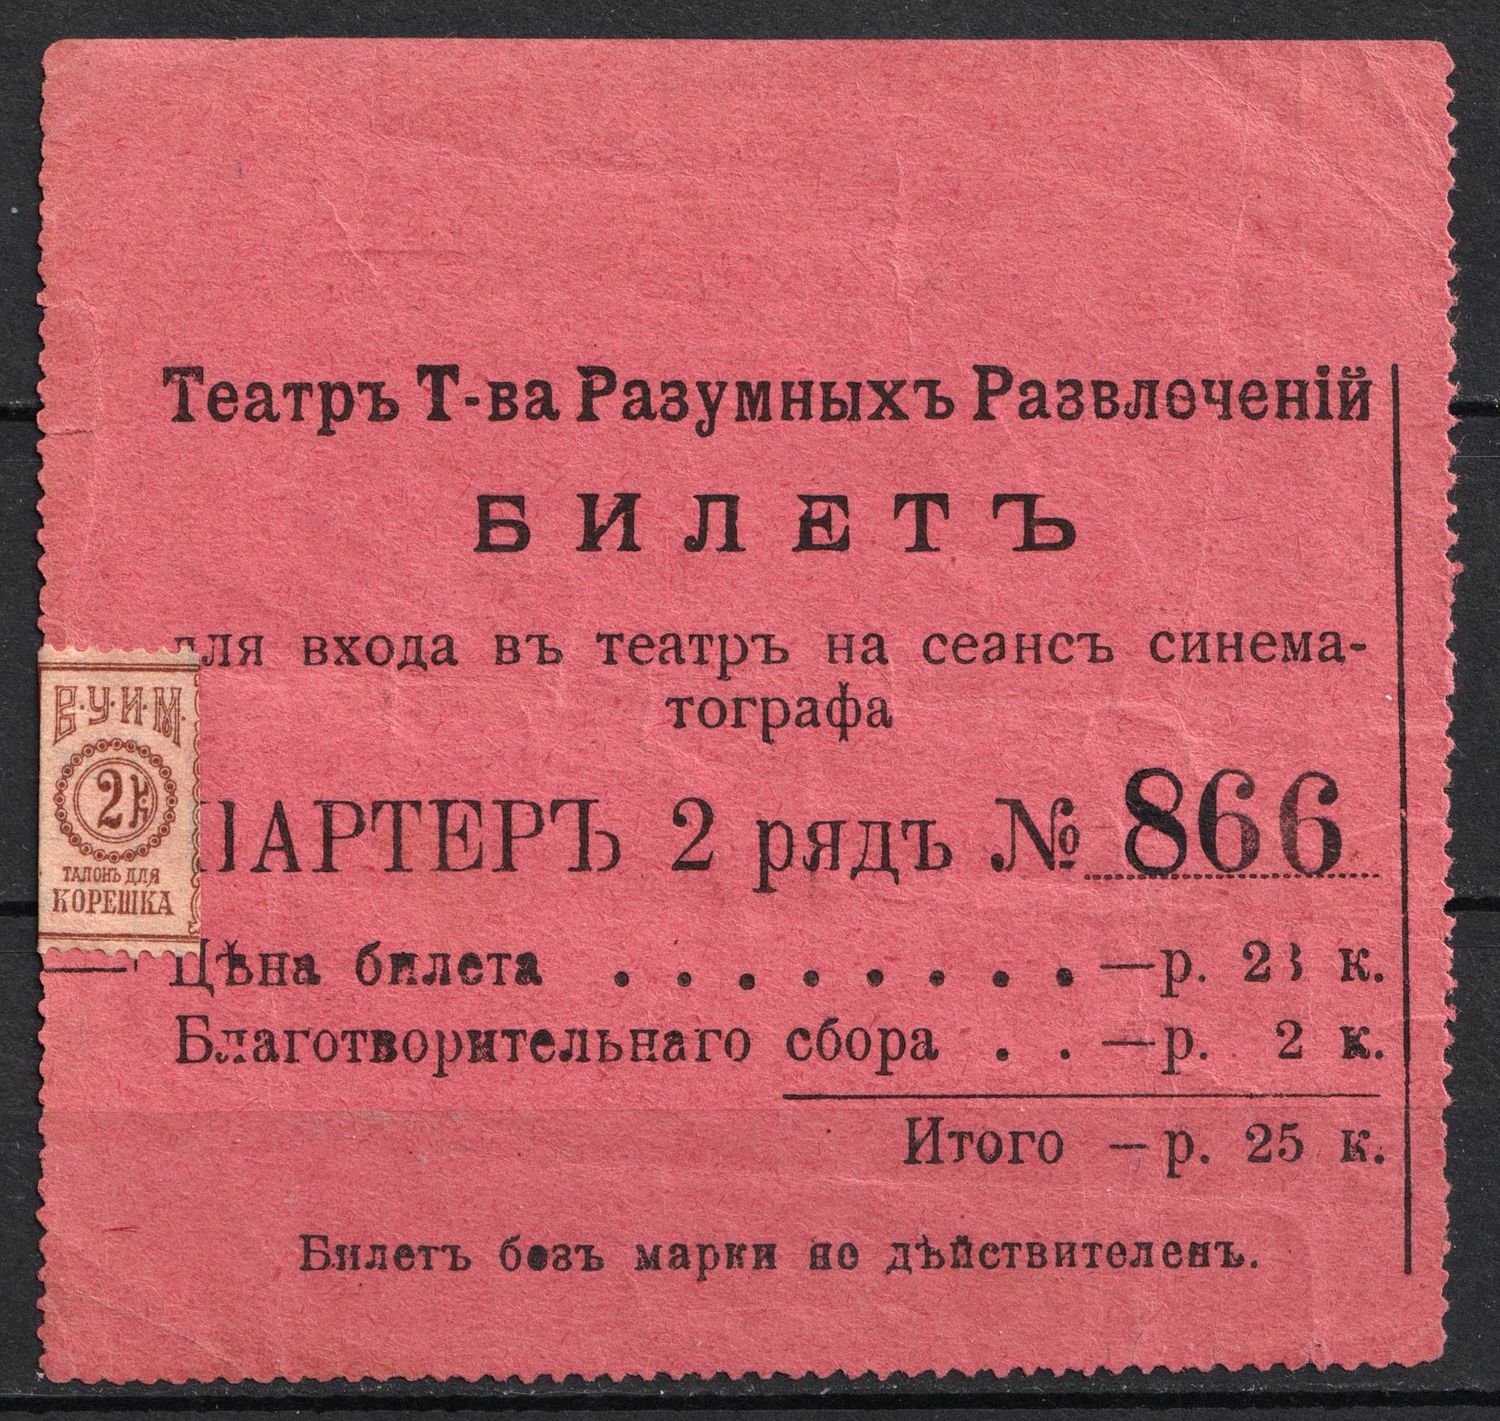 Театръ Т-ва Разумныхъ Развлеченій
БИЛЕТЪ
для входа въ театръ на сеансъ синема-
тографа
В.У.И.М.
2 к
ТАЛОНЪ ДЛЯ
КОРЕШКА
ПАРТЕРЪ 2 рядъ № 866
Цѣна билета . . . . . . . . —р. 23 к.
Благотворительнаго сбора . . —р. 2 к.
Итого —р. 25 к.
Билетъ безъ марки не дѣйствителенъ.